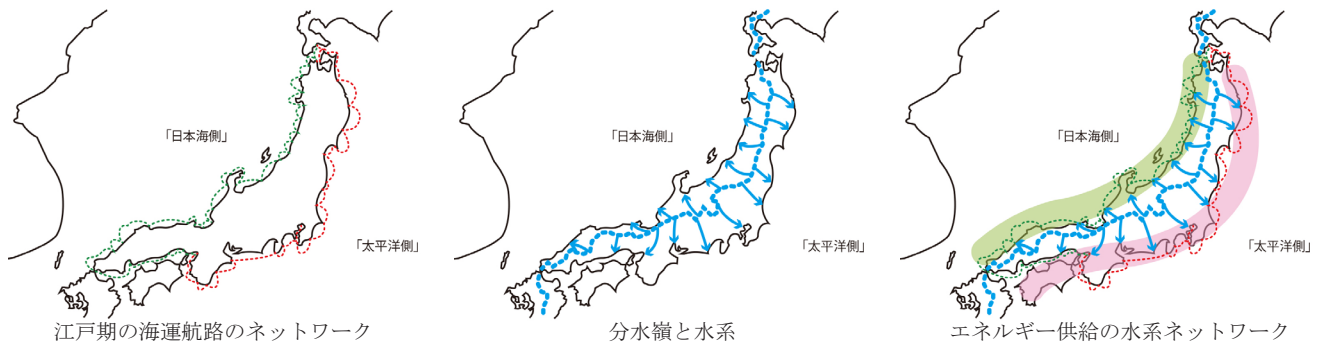 「日本海側」
「太平洋側」
江戸期の海運航路のネットワーク
「日本海側」
「太平洋側」
分水嶺と水系
「日本海側」
「太平洋側」
エネルギー供給の水系ネットワーク